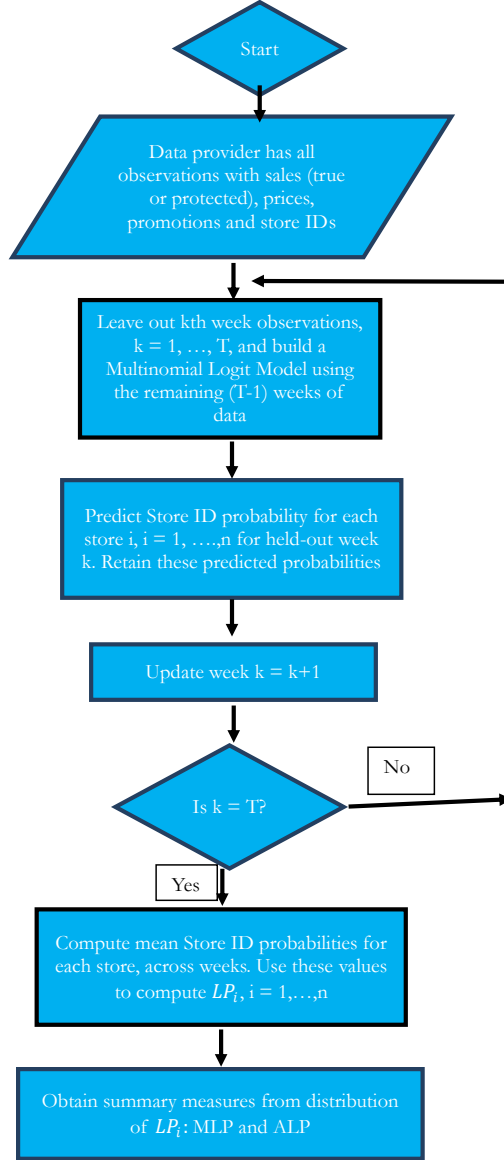 Start
Data provider has all
observations with sales (true
or protected), prices,
promotions and store IDs
Leave out kth week observations,
k = 1, …, T, and build a
Multinomial Logit Model using
the remaining (T-1) weeks of
data
Predict Store ID probability for each
store i, i = 1, ….,n for held-out week
k. Retain these predicted probabilities
Update week k = k+1
Is k = T?
No
Yes
Compute mean Store ID probabilities for
each store, across weeks. Use these values
to compute LPᵢ, i = 1,…,n
Obtain summary measures from distribution
of LPᵢ: MLP and ALP